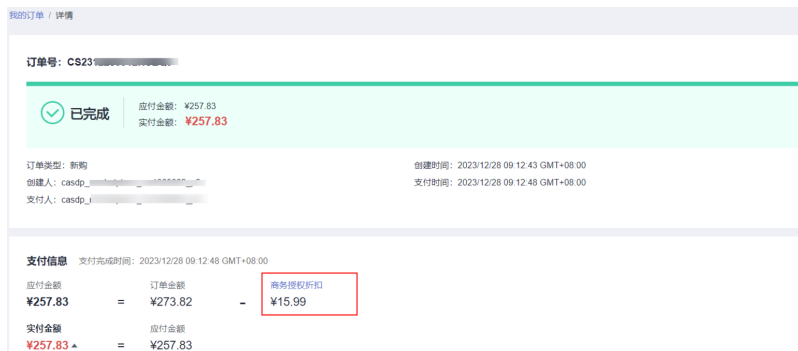 我的订单 / 详情
订单号：CS231
已完成
应付金额： ¥257.83
实付金额： ¥257.83
订单类型：新购
创建时间：2023/12/28 09:12:43 GMT+08:00
创建人：casdp_
支付时间：2023/12/28 09:12:48 GMT+08:00
支付人：casdp_
支付信息 支付完成时间：2023/12/28 09:12:48 GMT+08:00
应付金额 订单金额 商务授权折扣
¥257.83 = ¥273.82 - ¥15.99
实付金额 应付金额
¥257.83 = ¥257.83